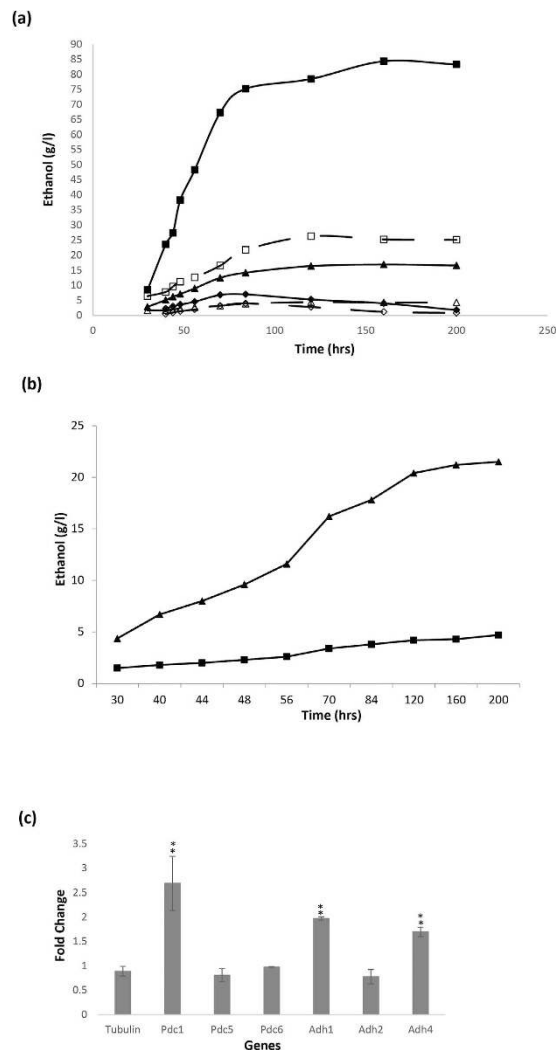 (a)
90
85
80
75
70
65
60
55
50
45
40
35
30
25
20
15
10
5
0
Ethanol (g/l)
0 50 100 150 200 250
Time (hrs)
(b)
25
20
15
10
5
0
Ethanol (g/l)
30 40 44 48 56 70 84 120 160 200
Time (hrs)
(c)
3.5
3
2.5
2
1.5
1
0.5
0
Fold Change
** ** **
Tubulin Pdc1 Pdc5 Pdc6 Adh1 Adh2 Adh4
Genes